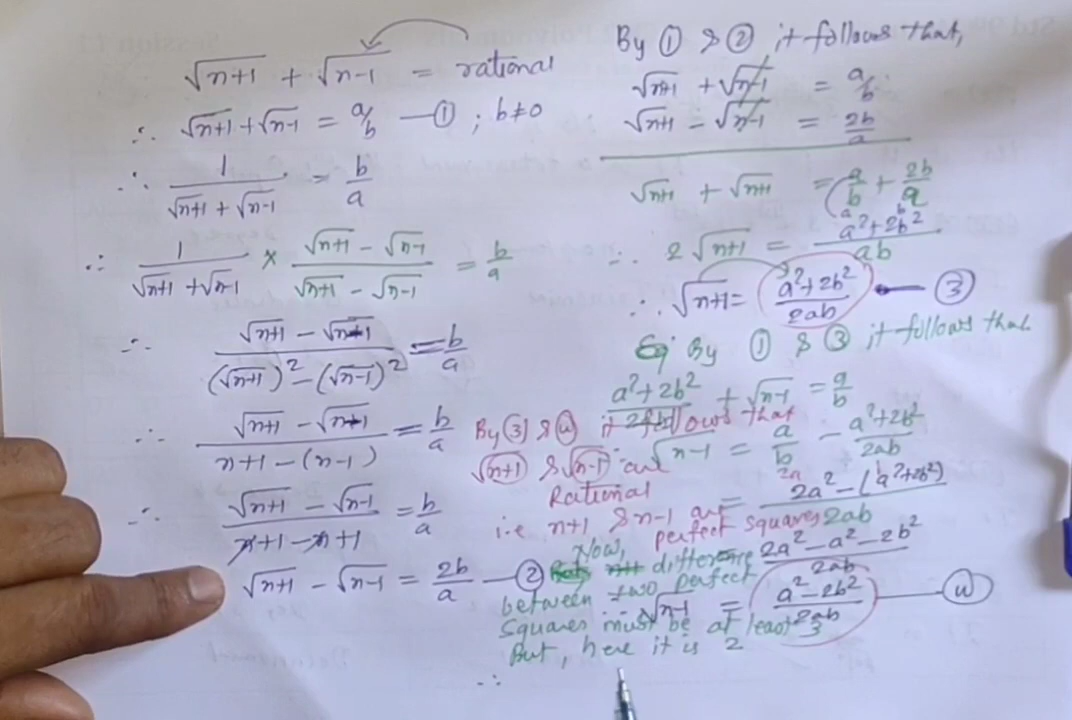 √n+1 + √n-1 = rational
∴ √n+1 + √n-1 = a/b —① ; b≠0
∴ 1/(√n+1 + √n-1) = b/a
∴ 1/(√n+1 + √n-1) × (√n+1 - √n-1)/(√n+1 - √n-1) = b/a
∴ (√n+1 - √n-1)/((√n+1)² - (√n-1)²) = b/a
∴ (√n+1 - √n-1)/(n+1-(n-1)) = b/a
∴ (√n+1 - √n-1)/(n+1-n+1) = b/a
√n+1 - √n-1 = 2b/a —②
By ① & ② it follows that,
√n+1 + √n-1 = a/b
√n+1 - √n-1 = 2b/a
√n+1 + √n+1 = a/b + 2b/a
∴ 2√n+1 = (a²+2b²)/ab
∴ √n+1 = (a²+2b²)/2ab — ③
By ① & ③ it follows that
(a²+2b²)/2ab + √n-1 = a/b
∴ √n-1 = a/b - (a²+2b²)/2ab
= (2a²-(a²+2b²))/2ab
= (2a²-a²-2b²)/2ab
∴ √n-1 = (a²-2b²)/2ab — ④
By ③ & ④ it follows that
√n+1 & √n-1 are
Rational
i.e n+1 & n-1 are
perfect squares
Now, difference
between two perfect
squares must be at least 3
But, here it is 2
∴